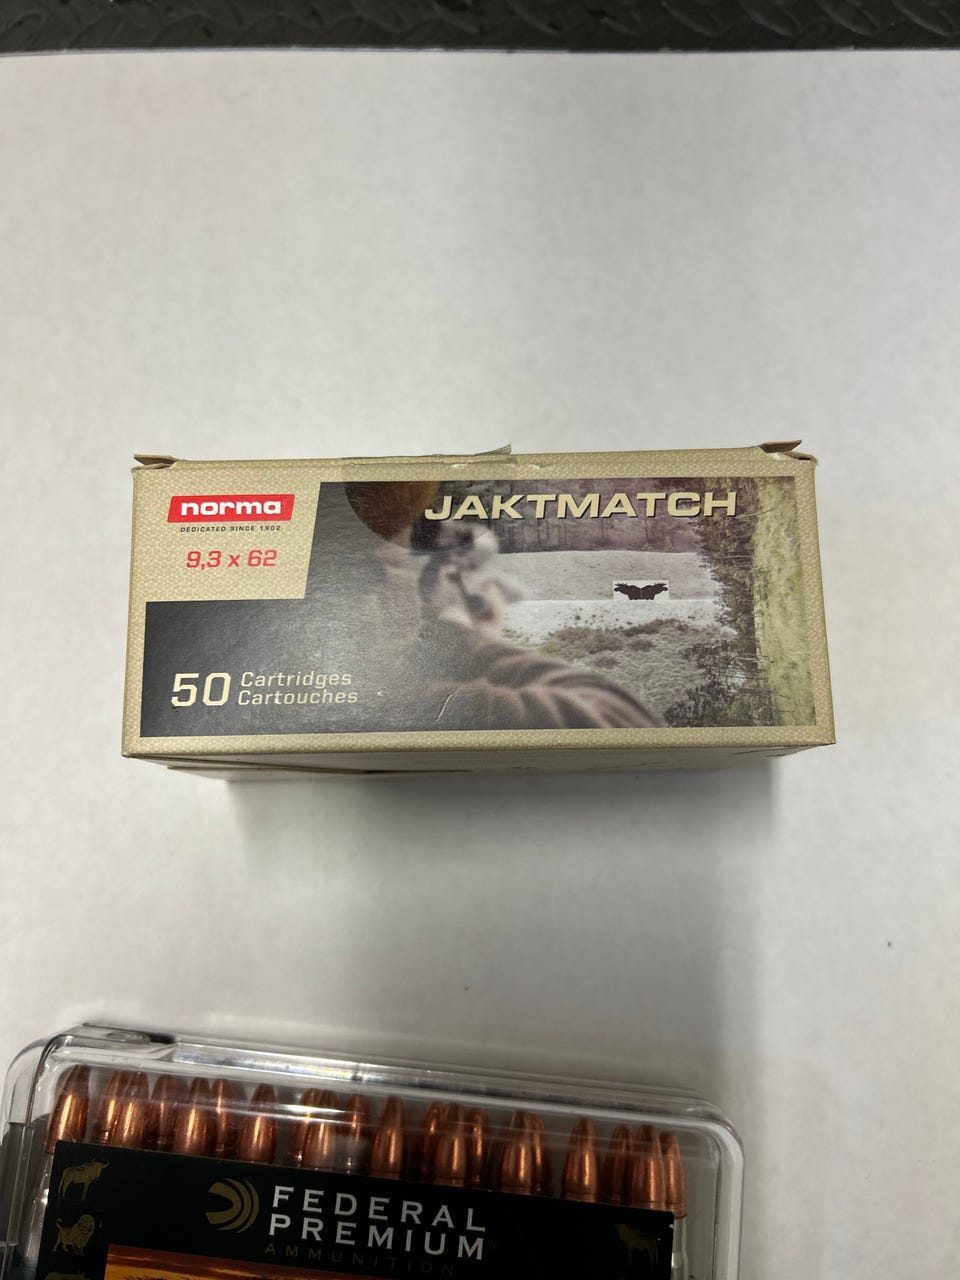 norma
DEDICATED SINCE 1902
9,3 x 62
JAKTMATCH
50 Cartridges
Cartouches
FEDERAL
PREMIUM
AMMUNITION